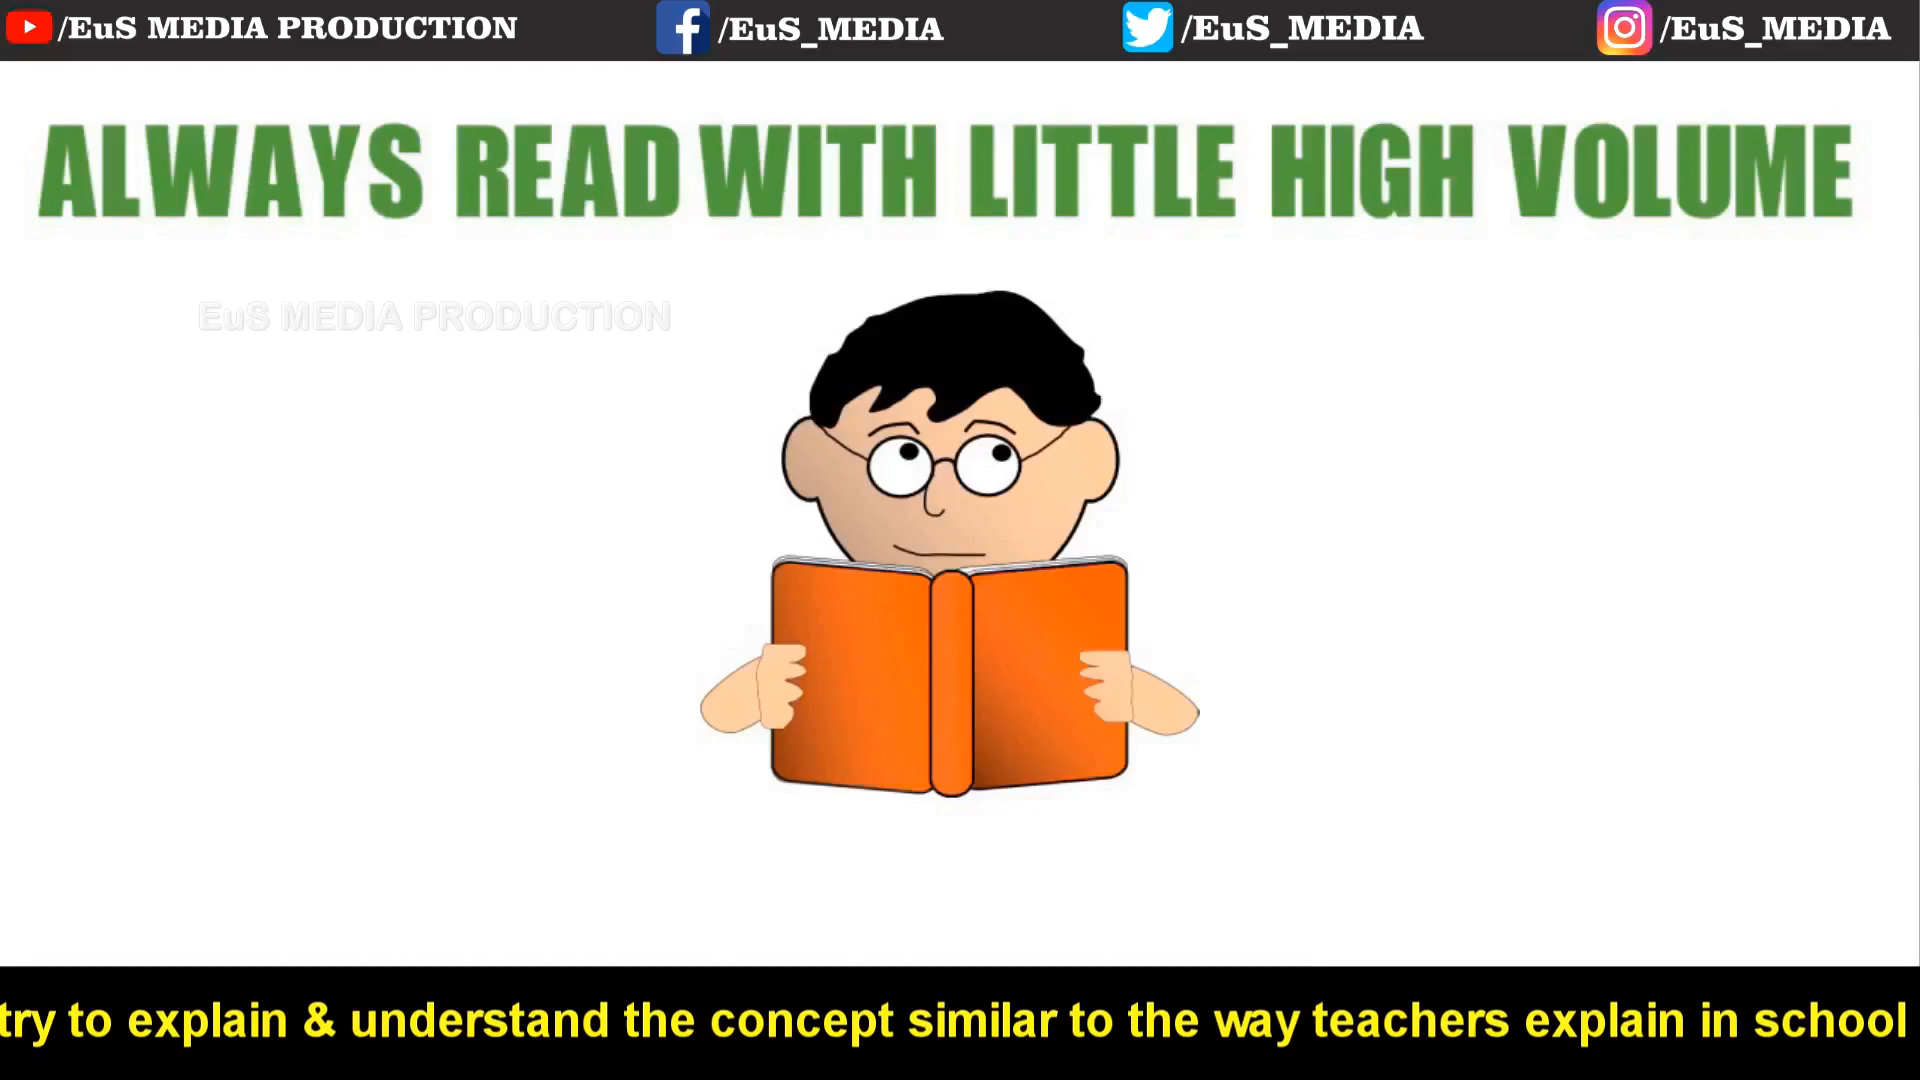 /EuS MEDIA PRODUCTION /EuS_MEDIA /EuS_MEDIA /EuS_MEDIA
ALWAYS READ WITH LITTLE HIGH VOLUME
EuS MEDIA PRODUCTION
try to explain & understand the concept similar to the way teachers explain in school